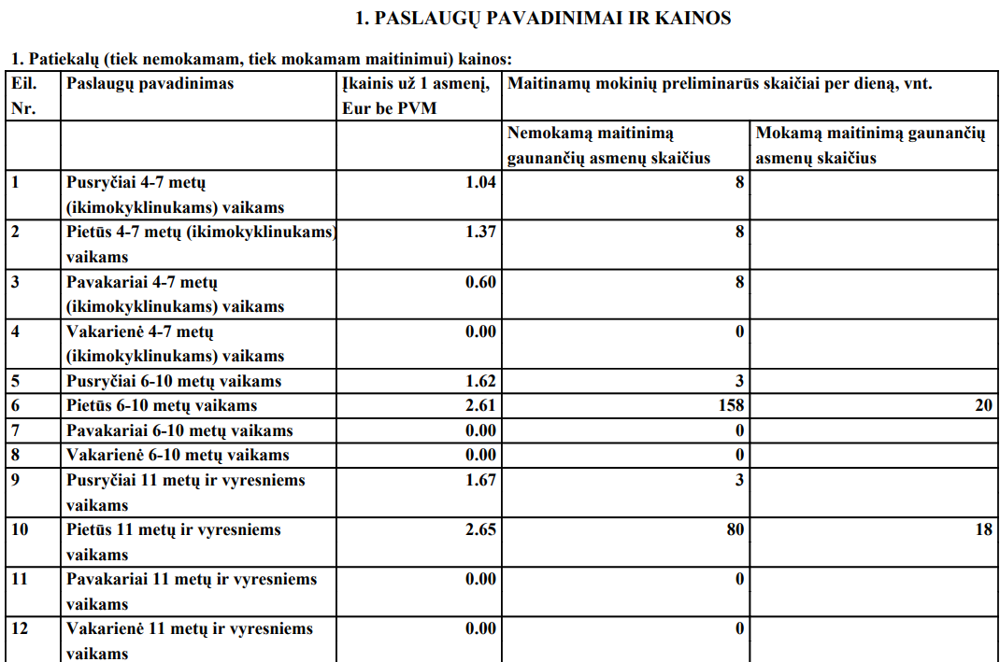 1. PASLAUGŲ PAVADINIMAI IR KAINOS
1. Patiekalų (tiek nemokamam, tiek mokamam maitinimui) kainos:
Eil. Paslaugų pavadinimas Įkainis už 1 asmenį, Maitinamų mokinių preliminarūs skaičiai per dieną, vnt.
Nr. Eur be PVM
Nemokamą maitinimą Mokamą maitinimą gaunančių
gaunančių asmenų skaičius asmenų skaičius
1 Pusryčiai 4-7 metų 1.04 8
(ikimokyklinukams) vaikams
2 Pietūs 4-7 metų (ikimokyklinukams) 1.37 8
vaikams
3 Pavakariai 4-7 metų 0.60 8
(ikimokyklinukams) vaikams
4 Vakarienė 4-7 metų 0.00 0
(ikimokyklinukams) vaikams
5 Pusryčiai 6-10 metų vaikams 1.62 3
6 Pietūs 6-10 metų vaikams 2.61 158 20
7 Pavakariai 6-10 metų vaikams 0.00 0
8 Vakarienė 6-10 metų vaikams 0.00 0
9 Pusryčiai 11 metų ir vyresniems 1.67 3
vaikams
10 Pietūs 11 metų ir vyresniems 2.65 80 18
vaikams
11 Pavakariai 11 metų ir vyresniems 0.00 0
vaikams
12 Vakarienė 11 metų ir vyresniems 0.00 0
vaikams